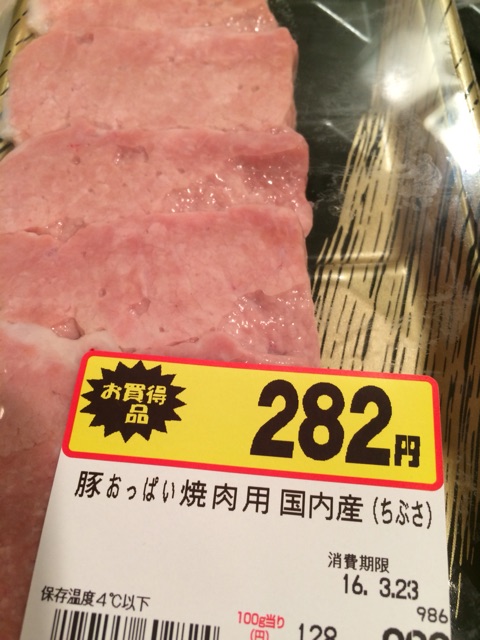 お買得
品
282円
豚おっぱい焼肉用 国内産 (ちぶさ)
消費期限
16. 3.23
保存温度4℃以下
986
100g当り
(円) 128